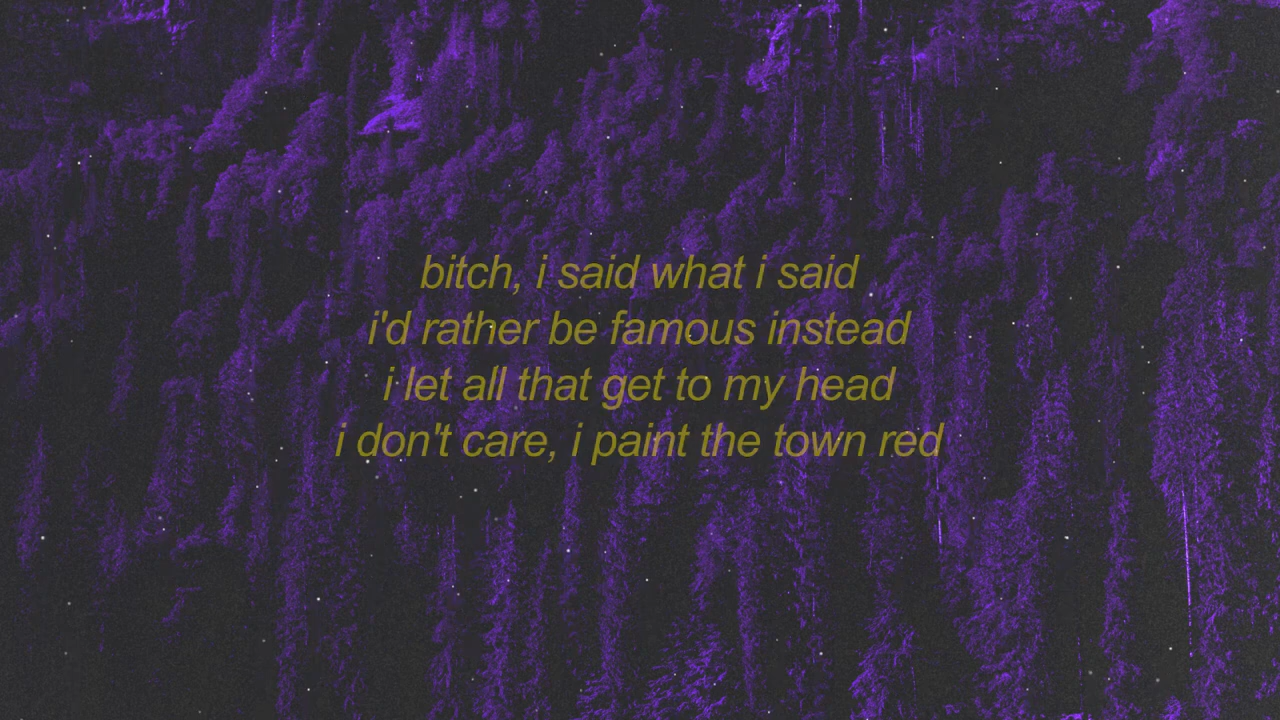 bitch, i said what i said
i'd rather be famous instead
i let all that get to my head
i don't care, i paint the town red